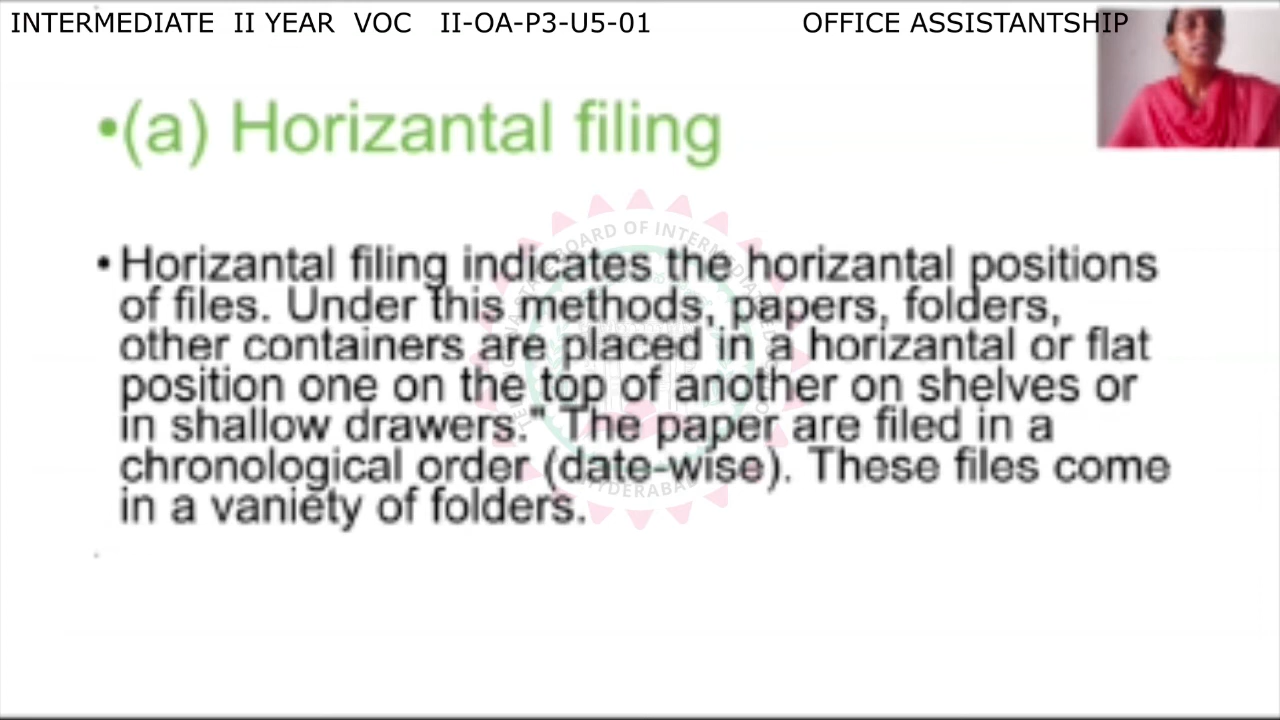 INTERMEDIATE II YEAR VOC II-OA-P3-U5-01 OFFICE ASSISTANTSHIP
•(a) Horizantal filing
• Horizantal filing indicates the horizantal positions
of files. Under this methods, papers, folders,
other containers are placed in a horizantal or flat
position one on the top of another on shelves or
in shallow drawers." The paper are filed in a
chronological order (date-wise). These files come
in a vaniety of folders.